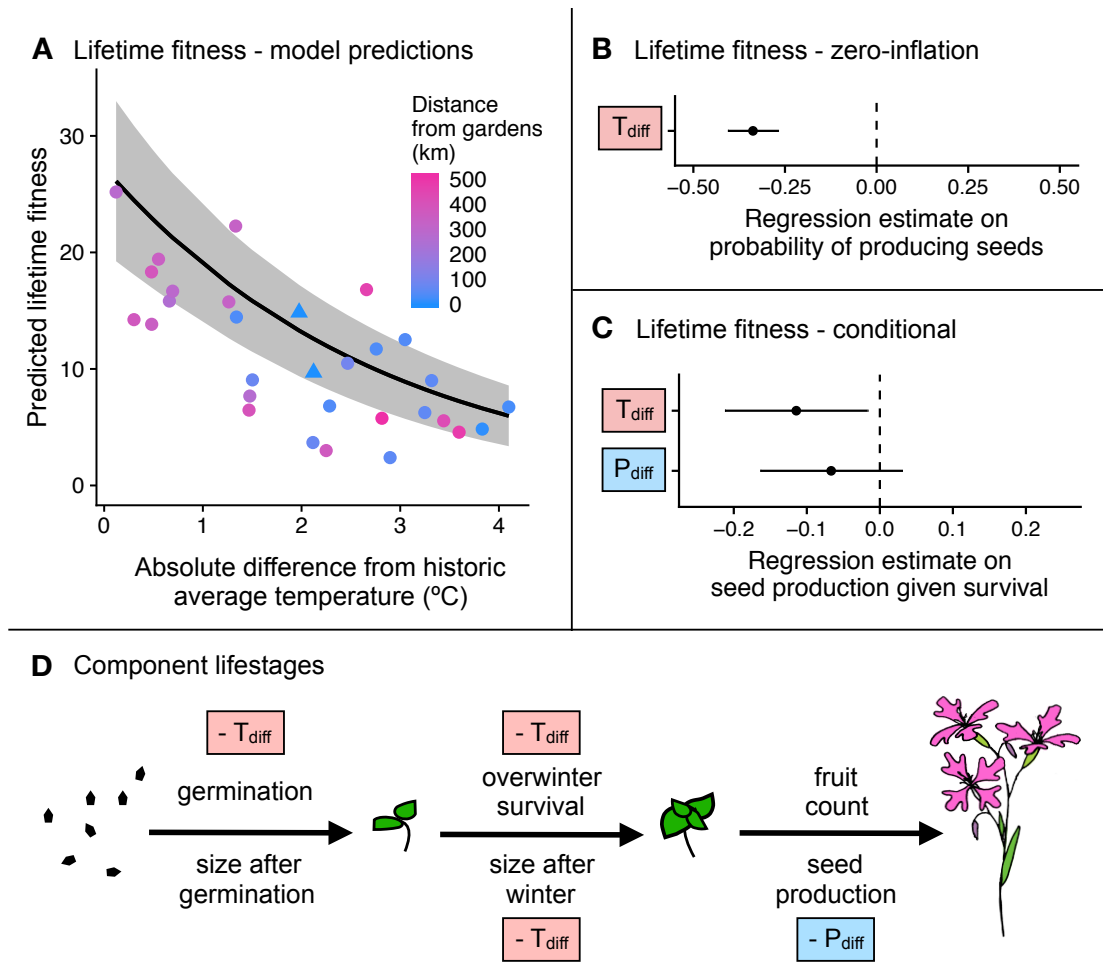 A Lifetime fitness - model predictions
Predicted lifetime fitness
30
20
10
0
0 1 2 3 4
Absolute difference from historic
average temperature (ºC)
Distance
from gardens
(km)
500
400
300
200
100
0
B Lifetime fitness - zero-inflation
Tdiff
−0.50 −0.25 0.00 0.25 0.50
Regression estimate on
probability of producing seeds
C Lifetime fitness - conditional
Tdiff
Pdiff
−0.2 −0.1 0.0 0.1 0.2
Regression estimate on
seed production given survival
D Component lifestages
- Tdiff
germination
size after
germination
- Tdiff
overwinter
survival
size after
winter
- Tdiff
fruit
count
seed
production
- Pdiff